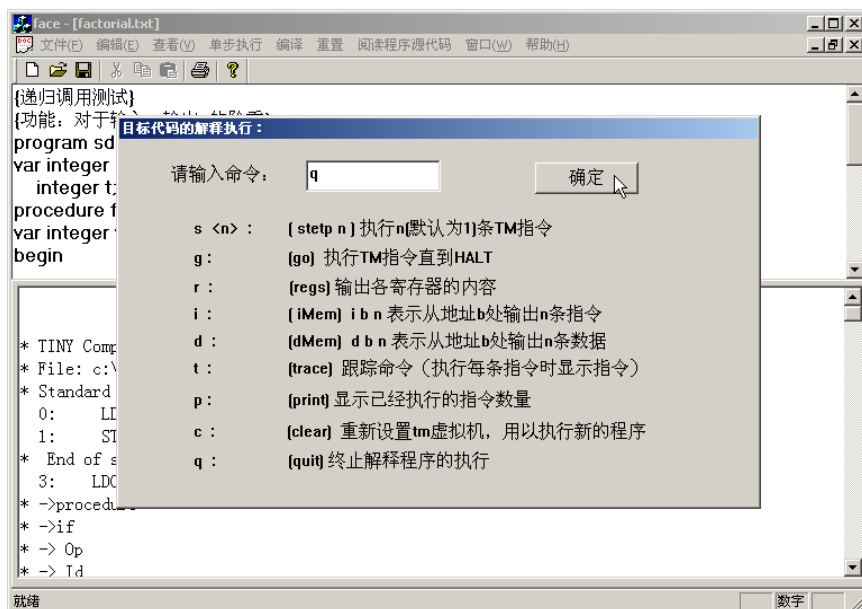 face - [factorial.txt]
文件(F) 编辑(E) 查看(V) 单步执行 编译 重置 阅读程序源代码 窗口(W) 帮助(H)
{递归调用测试}
{功能：对于输入
program sd
var integer
integer t;
procedure f
var integer
begin
目标代码的解释执行：
请输入命令： q 确定
s <n> : ( stetp n ) 执行n(默认为1)条TM指令
g : (go) 执行TM指令直到HALT
r : (regs) 输出各寄存器的内容
i : ( iMem) i b n 表示从地址b处输出n条指令
d : (dMem) d b n 表示从地址b处输出n条数据
t : (trace) 跟踪命令（执行每条指令时显示指令）
p : (print) 显示已经执行的指令数量
c : (clear) 重新设置tm虚拟机，用以执行新的程序
q : (quit) 终止解释程序的执行
* TINY Comp
* File: c:\
* Standard
0: LD
1: ST
* End of s
3: LDC
* ->procedure
* ->if
* -> Op
* -> Id
就绪 数字